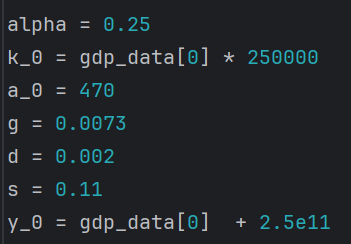 alpha = 0.25
k_0 = gdp_data[0] * 250000
a_0 = 470
g = 0.0073
d = 0.002
s = 0.11
y_0 = gdp_data[0]  + 2.5e11